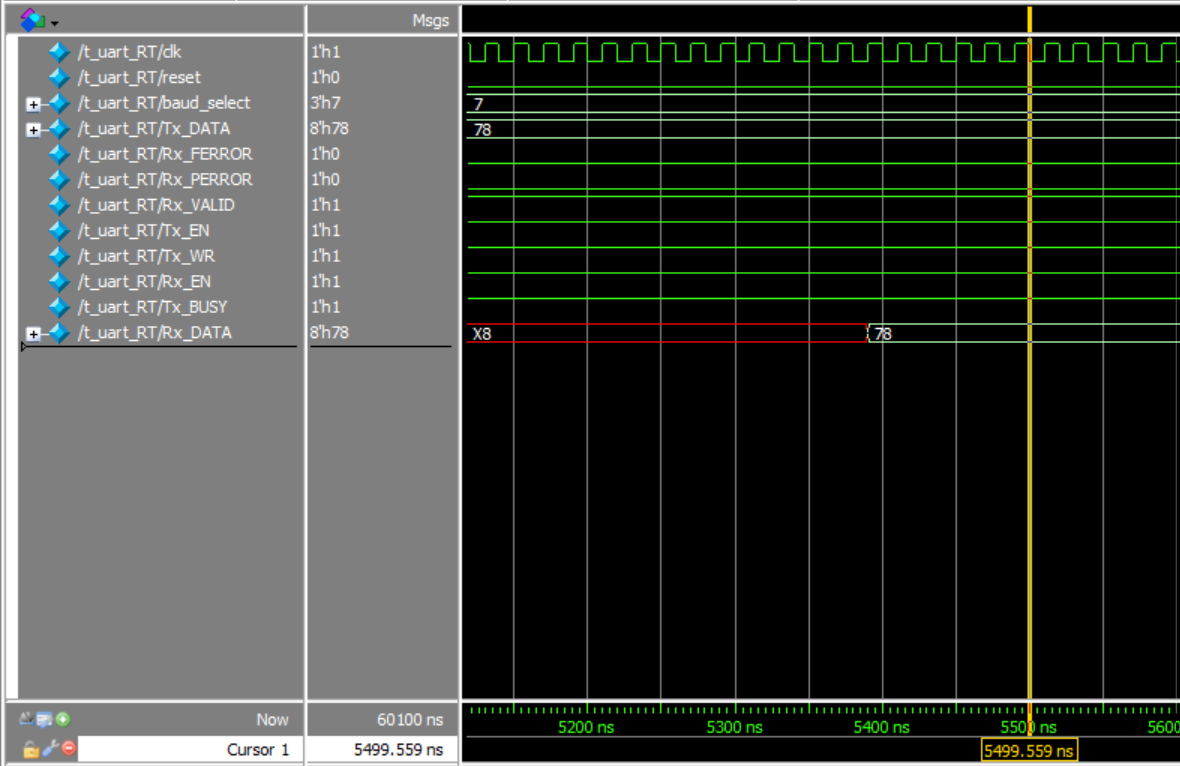 Msgs
/t_uart_RT/clk 1'h1
/t_uart_RT/reset 1'h0
/t_uart_RT/baud_select 3'h7 7
/t_uart_RT/Tx_DATA 8'h78 78
/t_uart_RT/Rx_FERROR 1'h0
/t_uart_RT/Rx_PERROR 1'h0
/t_uart_RT/Rx_VALID 1'h1
/t_uart_RT/Tx_EN 1'h1
/t_uart_RT/Tx_WR 1'h1
/t_uart_RT/Rx_EN 1'h1
/t_uart_RT/Tx_BUSY 1'h1
/t_uart_RT/Rx_DATA 8'h78 X8 78
Now 60100 ns 5200 ns 5300 ns 5400 ns 5500 ns 5600
Cursor 1 5499.559 ns 5499.559 ns